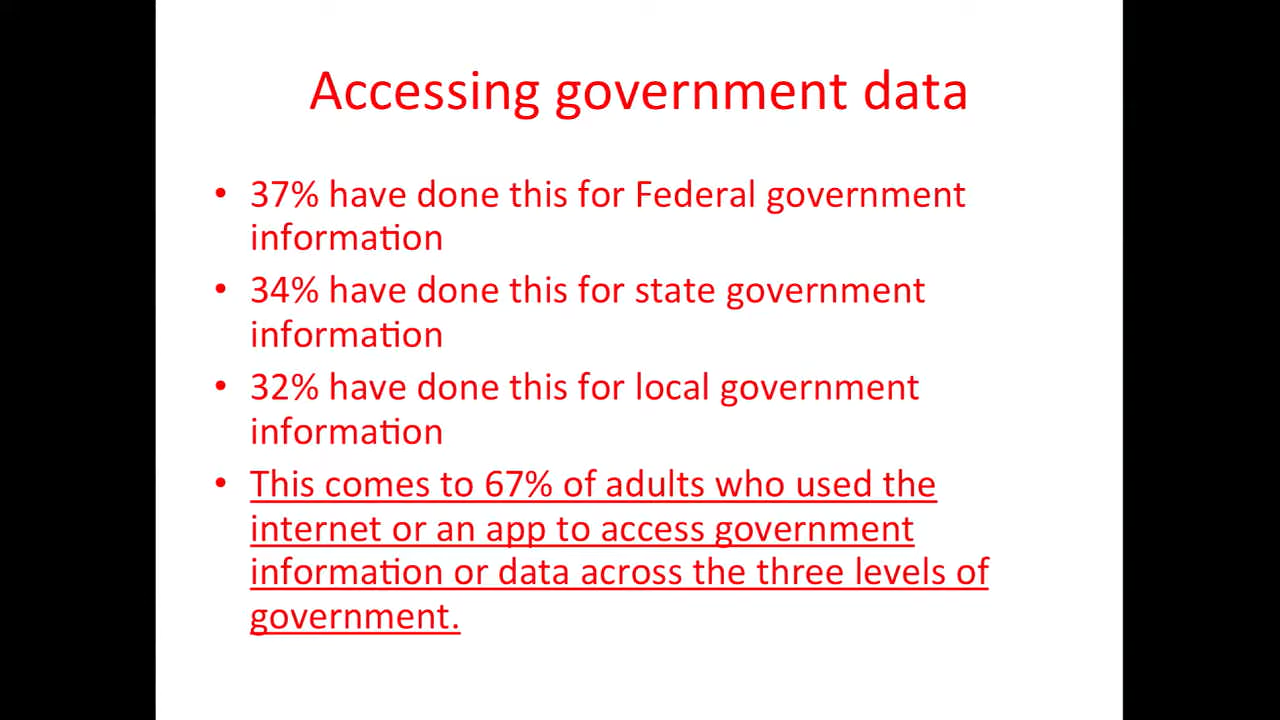 Accessing government data
• 37% have done this for Federal government
information
• 34% have done this for state government
information
• 32% have done this for local government
information
• This comes to 67% of adults who used the
internet or an app to access government
information or data across the three levels of
government.